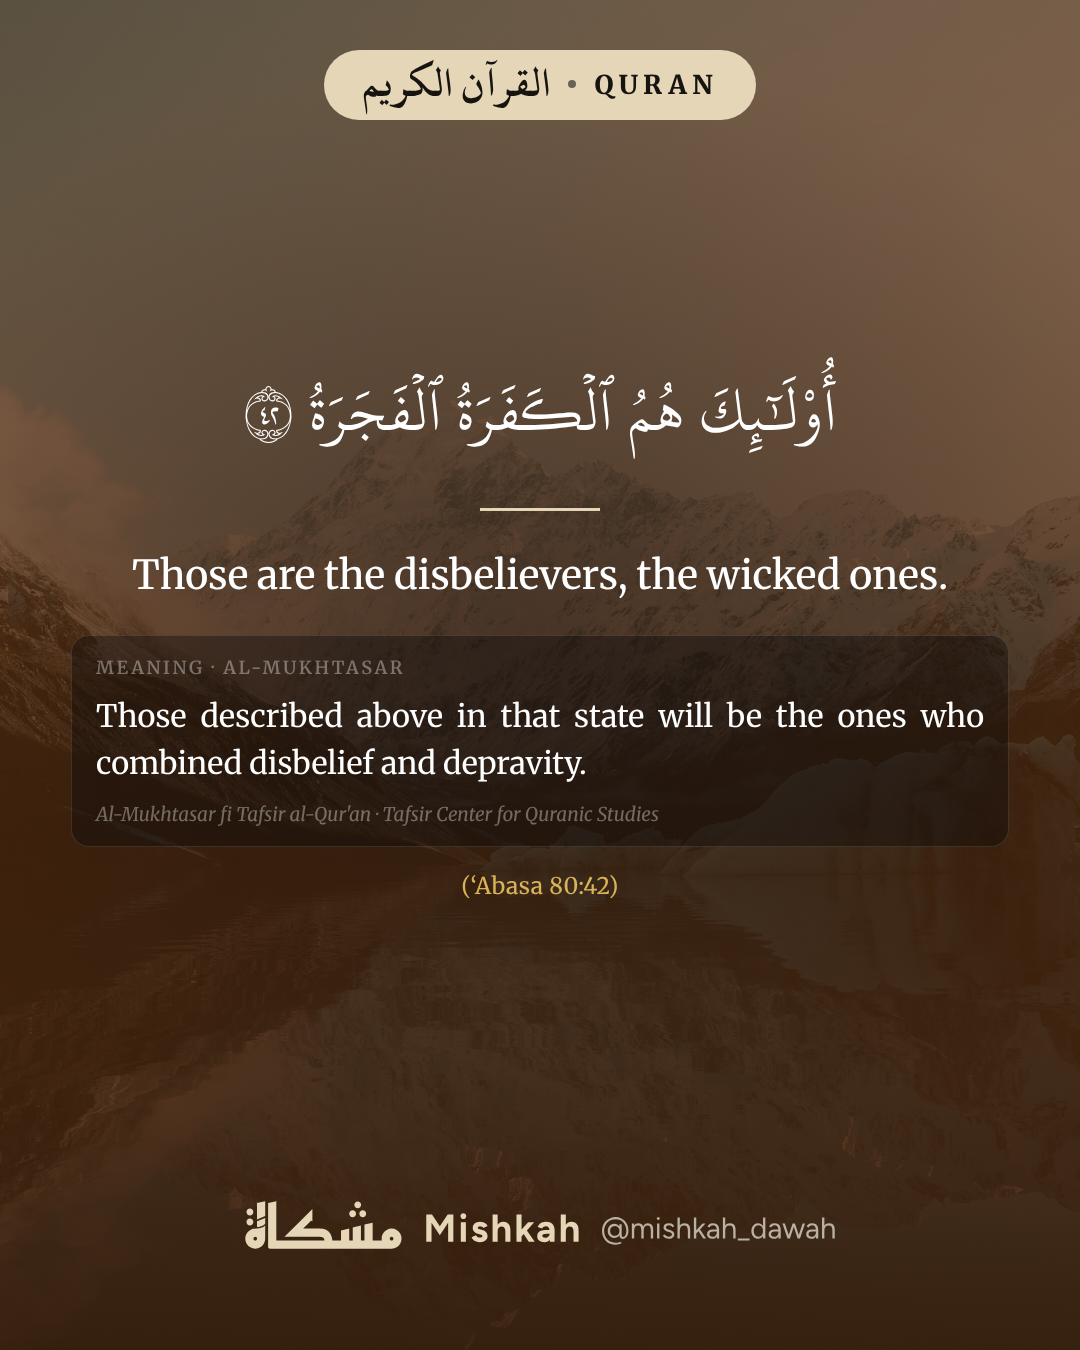 القرآن الكريم • QURAN
أُوْلَـٰٓئِكَ هُمُ ٱلْكَفَرَةُ ٱلْفَجَرَةُ ٤٢
Those are the disbelievers, the wicked ones.
MEANING · AL-MUKHTASAR
Those described above in that state will be the ones who
combined disbelief and depravity.
Al-Mukhtasar fi Tafsir al-Qur'an · Tafsir Center for Quranic Studies
(‘Abasa 80:42)
مشكاة Mishkah @mishkah_dawah